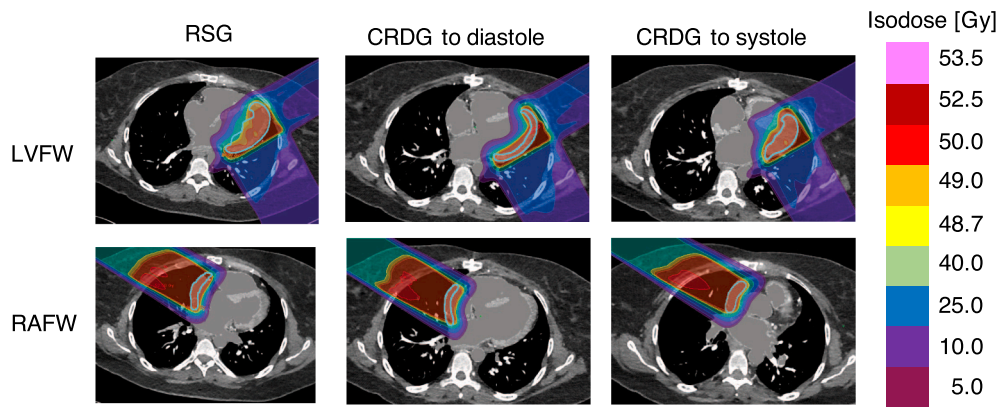 RSG
CRDG to diastole
CRDG to systole
Isodose [Gy]
LVFW
RAFW
53.5
52.5
50.0
49.0
48.7
40.0
25.0
10.0
5.0